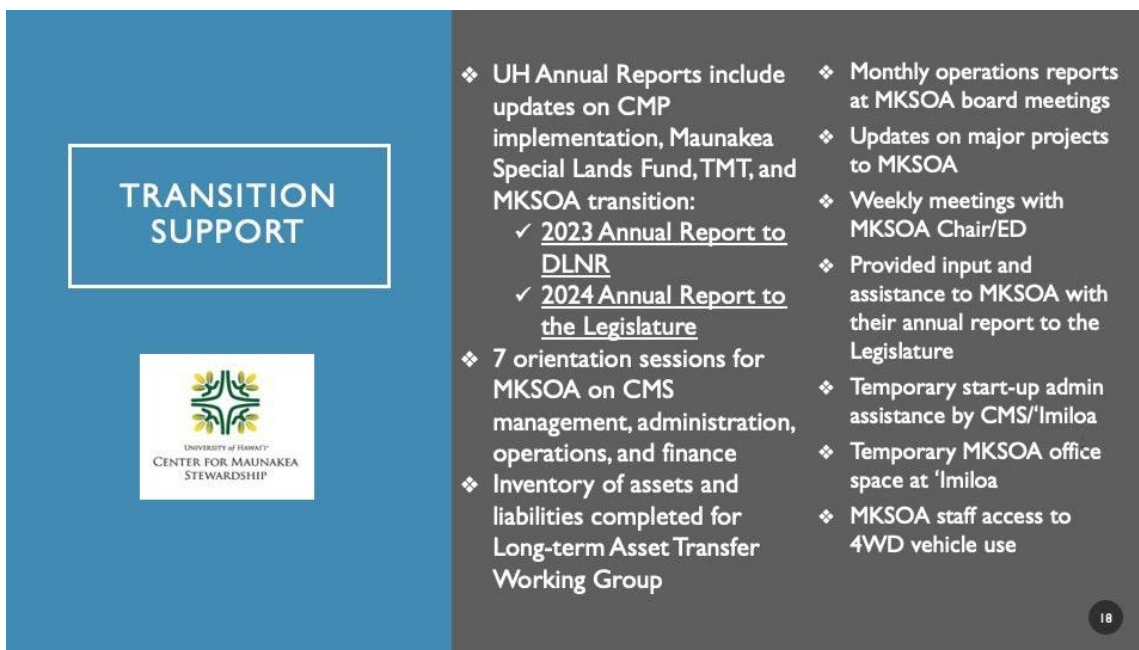 TRANSITION
SUPPORT
UNIVERSITY of HAWAI‘I®
CENTER FOR MAUNAKEA
STEWARDSHIP
❖ UH Annual Reports include
updates on CMP
implementation, Maunakea
Special Lands Fund, TMT, and
MKSOA transition:
✓ 2023 Annual Report to
DLNR
✓ 2024 Annual Report to
the Legislature
❖ 7 orientation sessions for
MKSOA on CMS
management, administration,
operations, and finance
❖ Inventory of assets and
liabilities completed for
Long-term Asset Transfer
Working Group
❖ Monthly operations reports
at MKSOA board meetings
❖ Updates on major projects
to MKSOA
❖ Weekly meetings with
MKSOA Chair/ED
❖ Provided input and
assistance to MKSOA with
their annual report to the
Legislature
❖ Temporary start-up admin
assistance by CMS/‘Imiloa
❖ Temporary MKSOA office
space at ‘Imiloa
❖ MKSOA staff access to
4WD vehicle use
18